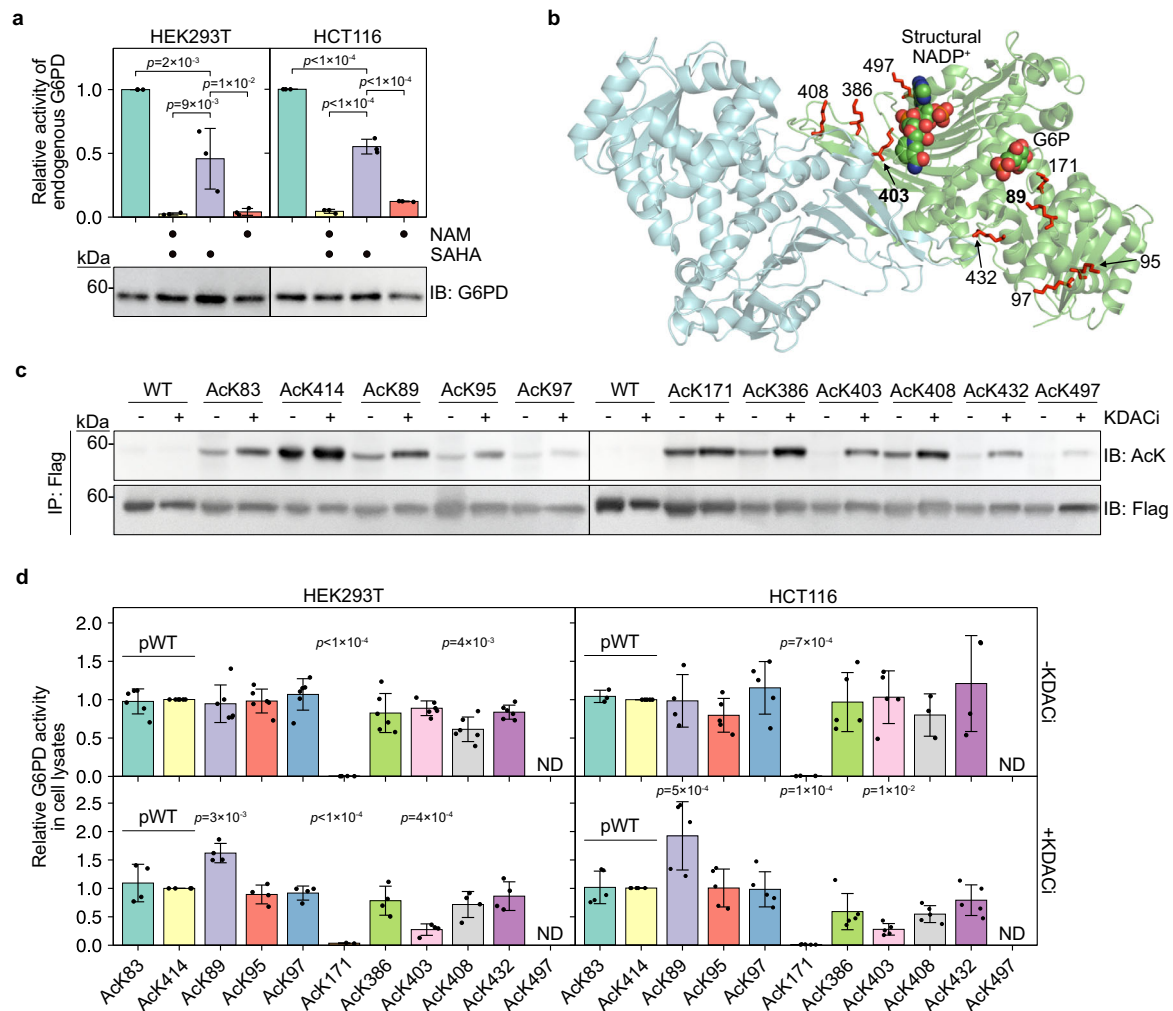 a
HEK293T
HCT116
Relative activity of
endogenous G6PD
1.0
0.5
0.0
p=2×10⁻³
p=1×10⁻²
p=9×10⁻³
p<1×10⁻⁴
p<1×10⁻⁴
p<1×10⁻⁴
NAM
SAHA
kDa
60
IB: G6PD
b
Structural
NADP⁺
497
386
408
G6P
171
403
89
432
95
97
c
WT AcK83 AcK414 AcK89 AcK95 AcK97 WT AcK171 AcK386 AcK403 AcK408 AcK432 AcK497
kDa - + - + - + - + - + - + - + - + - + - + - + - + - + KDACi
60
IB: AcK
IP: Flag
60
IB: Flag
d
HEK293T
HCT116
Relative G6PD activity
in cell lysates
2.0
1.5
1.0
0.5
0.0
pWT
p<1×10⁻⁴
p=4×10⁻³
ND
pWT
p=7×10⁻⁴
ND
-KDACi
2.0
1.5
1.0
0.5
0.0
pWT
p=3×10⁻³
p<1×10⁻⁴
p=4×10⁻⁴
ND
pWT
p=5×10⁻⁴
p=1×10⁻⁴
p=1×10⁻²
ND
+KDACi
AcK83 AcK414 AcK89 AcK95 AcK97 AcK171 AcK386 AcK403 AcK408 AcK432 AcK497
AcK83 AcK414 AcK89 AcK95 AcK97 AcK171 AcK386 AcK403 AcK408 AcK432 AcK497